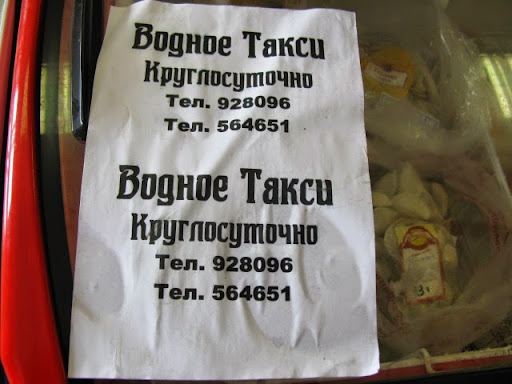 Водное Такси
Круглосуточно
Тел. 928096
Тел. 564651
Водное Такси
Круглосуточно
Тел. 928096
Тел. 564651